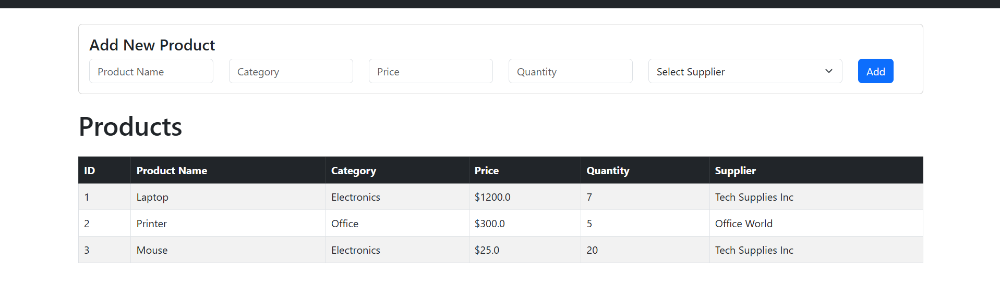 Add New Product
Product Name Category Price Quantity Select Supplier Add
Products
ID Product Name Category Price Quantity Supplier
1 Laptop Electronics $1200.0 7 Tech Supplies Inc
2 Printer Office $300.0 5 Office World
3 Mouse Electronics $25.0 20 Tech Supplies Inc